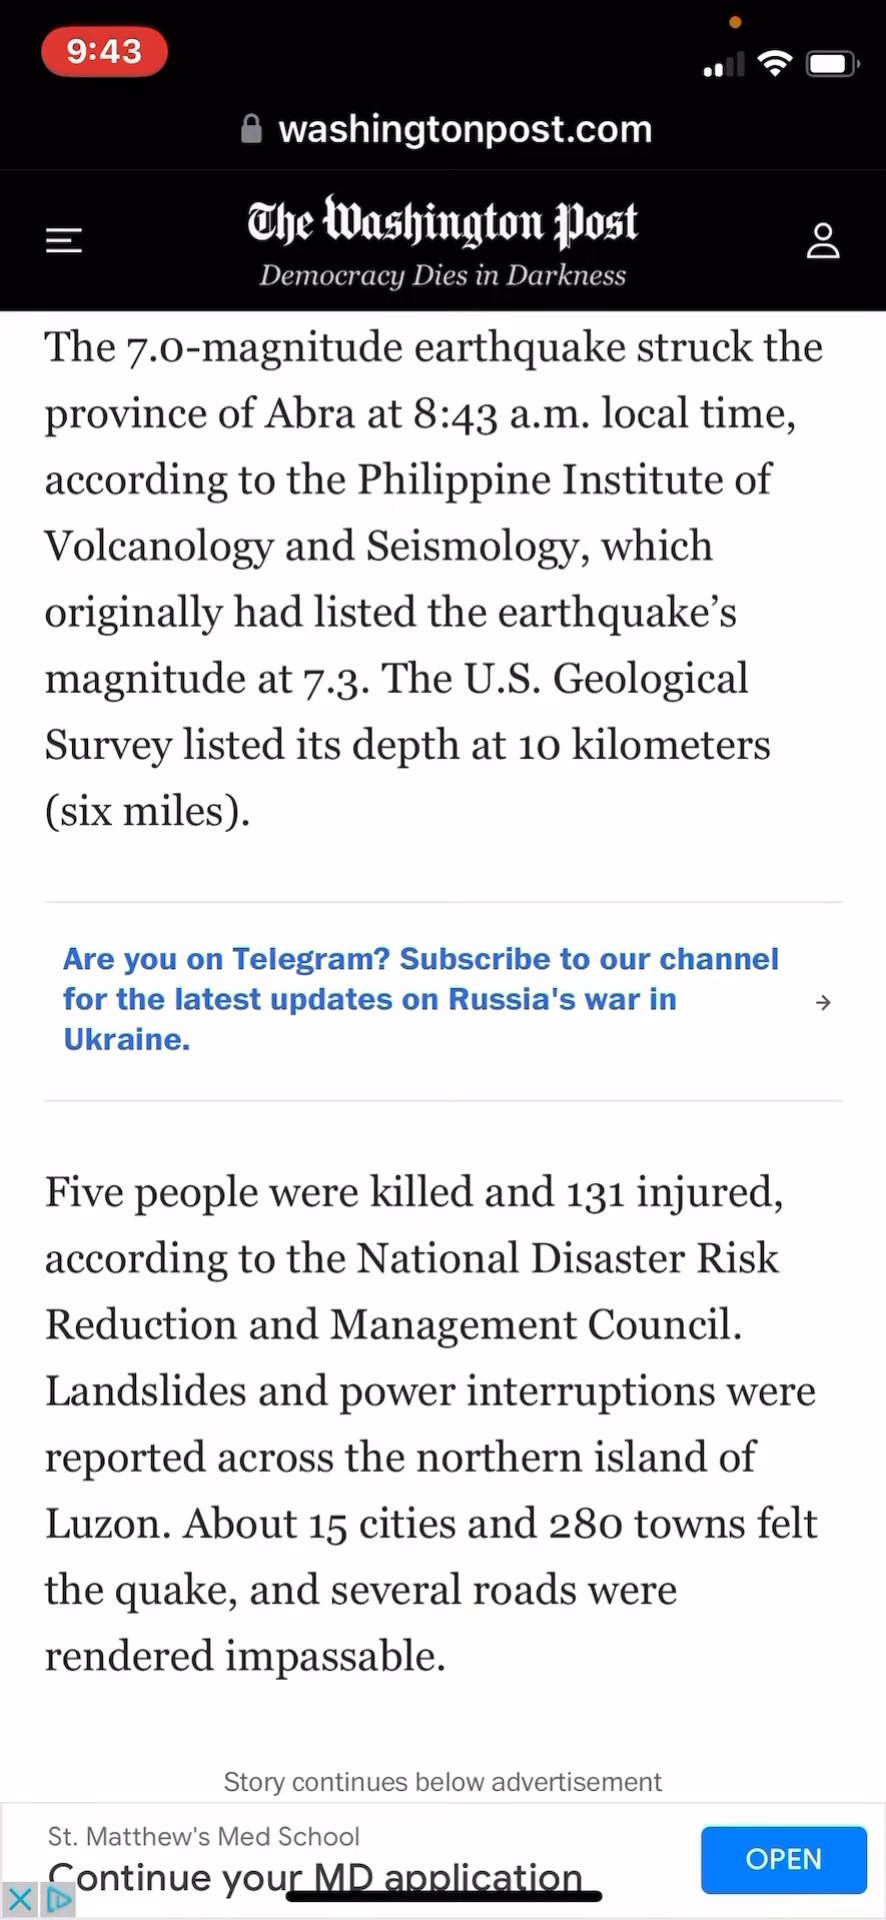 9:43
washingtonpost.com
The Washington Post
Democracy Dies in Darkness
The 7.0-magnitude earthquake struck the
province of Abra at 8:43 a.m. local time,
according to the Philippine Institute of
Volcanology and Seismology, which
originally had listed the earthquake’s
magnitude at 7.3. The U.S. Geological
Survey listed its depth at 10 kilometers
(six miles).
Are you on Telegram? Subscribe to our channel
for the latest updates on Russia's war in
Ukraine.
Five people were killed and 131 injured,
according to the National Disaster Risk
Reduction and Management Council.
Landslides and power interruptions were
reported across the northern island of
Luzon. About 15 cities and 280 towns felt
the quake, and several roads were
rendered impassable.
Story continues below advertisement
St. Matthew's Med School
Continue your MD application
OPEN